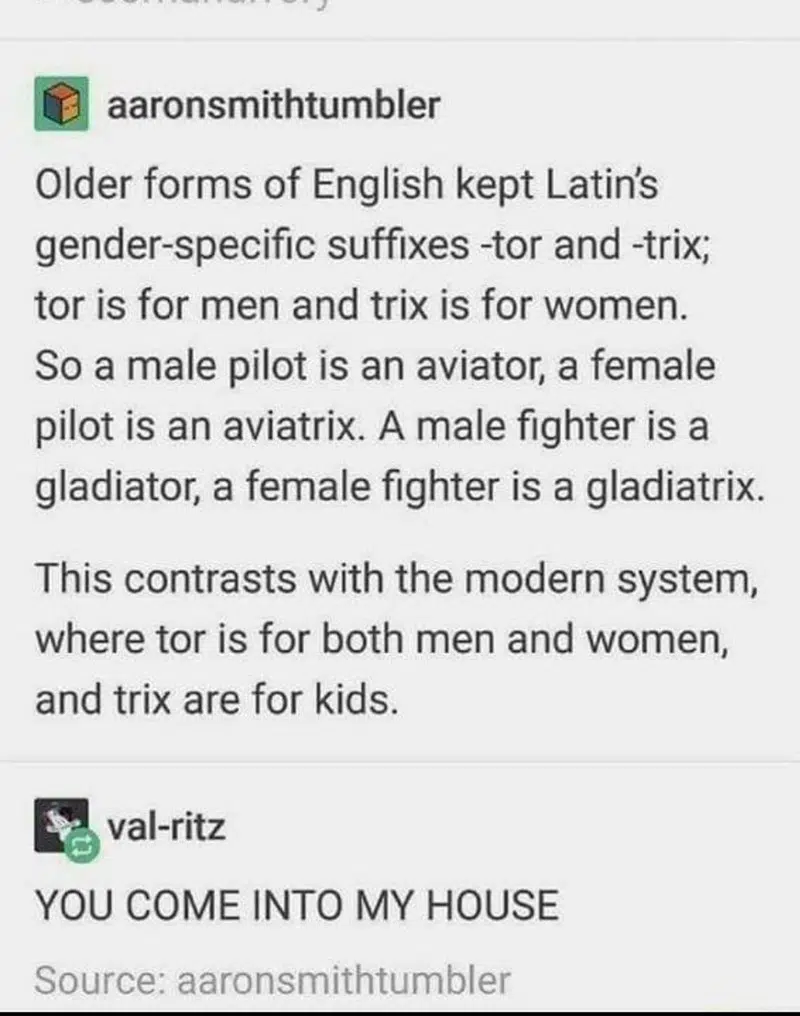 aaronsmithtumbler
Older forms of English kept Latin's
gender-specific suffixes -tor and -trix;
tor is for men and trix is for women.
So a male pilot is an aviator, a female
pilot is an aviatrix. A male fighter is a
gladiator, a female fighter is a gladiatrix.
This contrasts with the modern system,
where tor is for both men and women,
and trix are for kids.
val-ritz
YOU COME INTO MY HOUSE
Source: aaronsmithtumbler